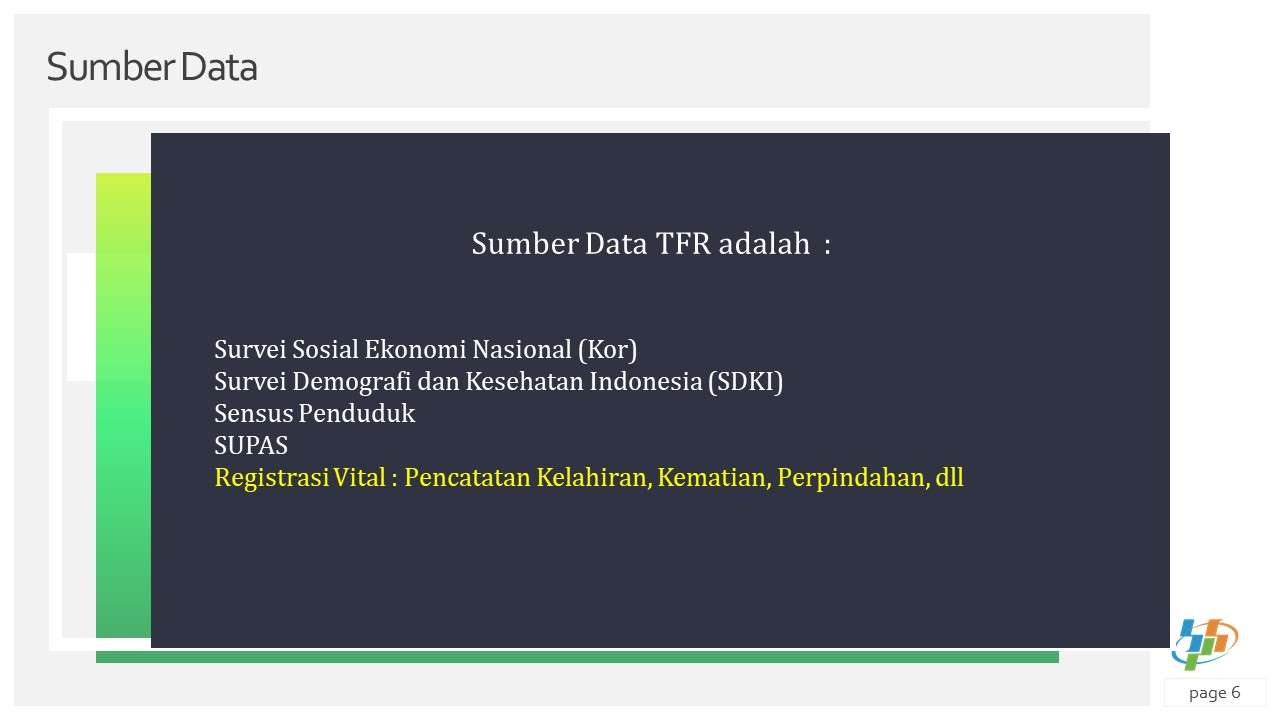 Sumber Data
Sumber Data TFR adalah :
Survei Sosial Ekonomi Nasional (Kor)
Survei Demografi dan Kesehatan Indonesia (SDKI)
Sensus Penduduk
SUPAS
Registrasi Vital : Pencatatan Kelahiran, Kematian, Perpindahan, dll
page 6